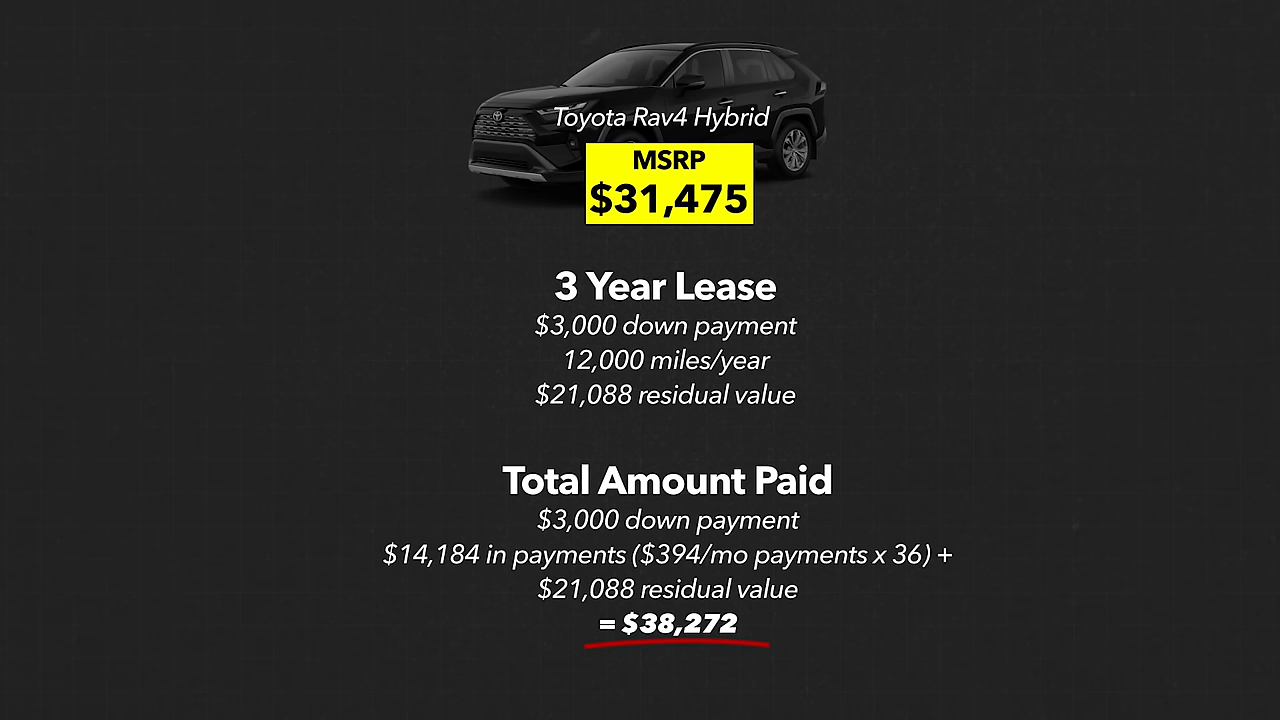 Toyota Rav4 Hybrid
MSRP
$31,475
3 Year Lease
$3,000 down payment
12,000 miles/year
$21,088 residual value
Total Amount Paid
$3,000 down payment
$14,184 in payments ($394/mo payments x 36) +
$21,088 residual value
= $38,272